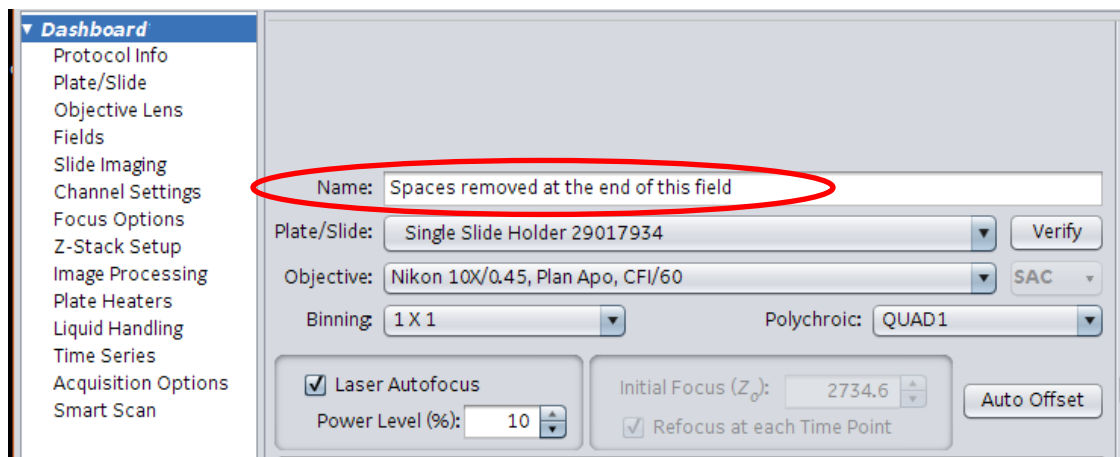 Dashboard
Protocol Info
Plate/Slide
Objective Lens
Fields
Slide Imaging
Channel Settings
Focus Options
Z-Stack Setup
Image Processing
Plate Heaters
Liquid Handling
Time Series
Acquisition Options
Smart Scan
Name: Spaces removed at the end of this field
Plate/Slide: Single Slide Holder 29017934 Verify
Objective: Nikon 10X/0.45, Plan Apo, CFI/60 SAC
Binning: 1 X 1 Polychroic: QUAD1
Laser Autofocus
Power Level (%): 10
Initial Focus (Zo): 2734.6
Refocus at each Time Point
Auto Offset